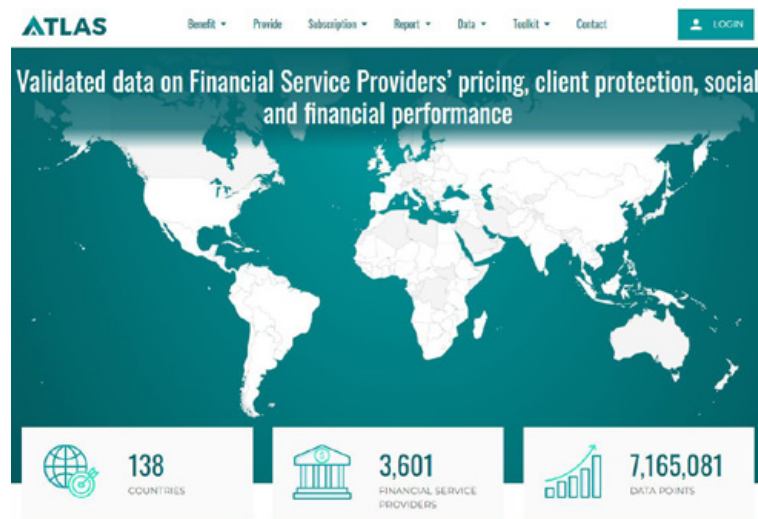 ATLAS
Benefit Provide Subscription Report Data Toolkit Contact LOGIN
Validated data on Financial Service Providers’ pricing, client protection, social
and financial performance
138
COUNTRIES
3,601
FINANCIAL SERVICE
PROVIDERS
7,165,081
DATA POINTS